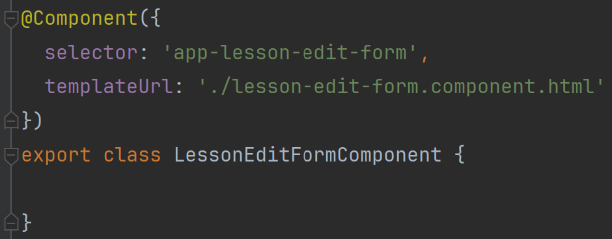 @Component({
  selector: 'app-lesson-edit-form',
  templateUrl: './lesson-edit-form.component.html'
})
export class LessonEditFormComponent {
}